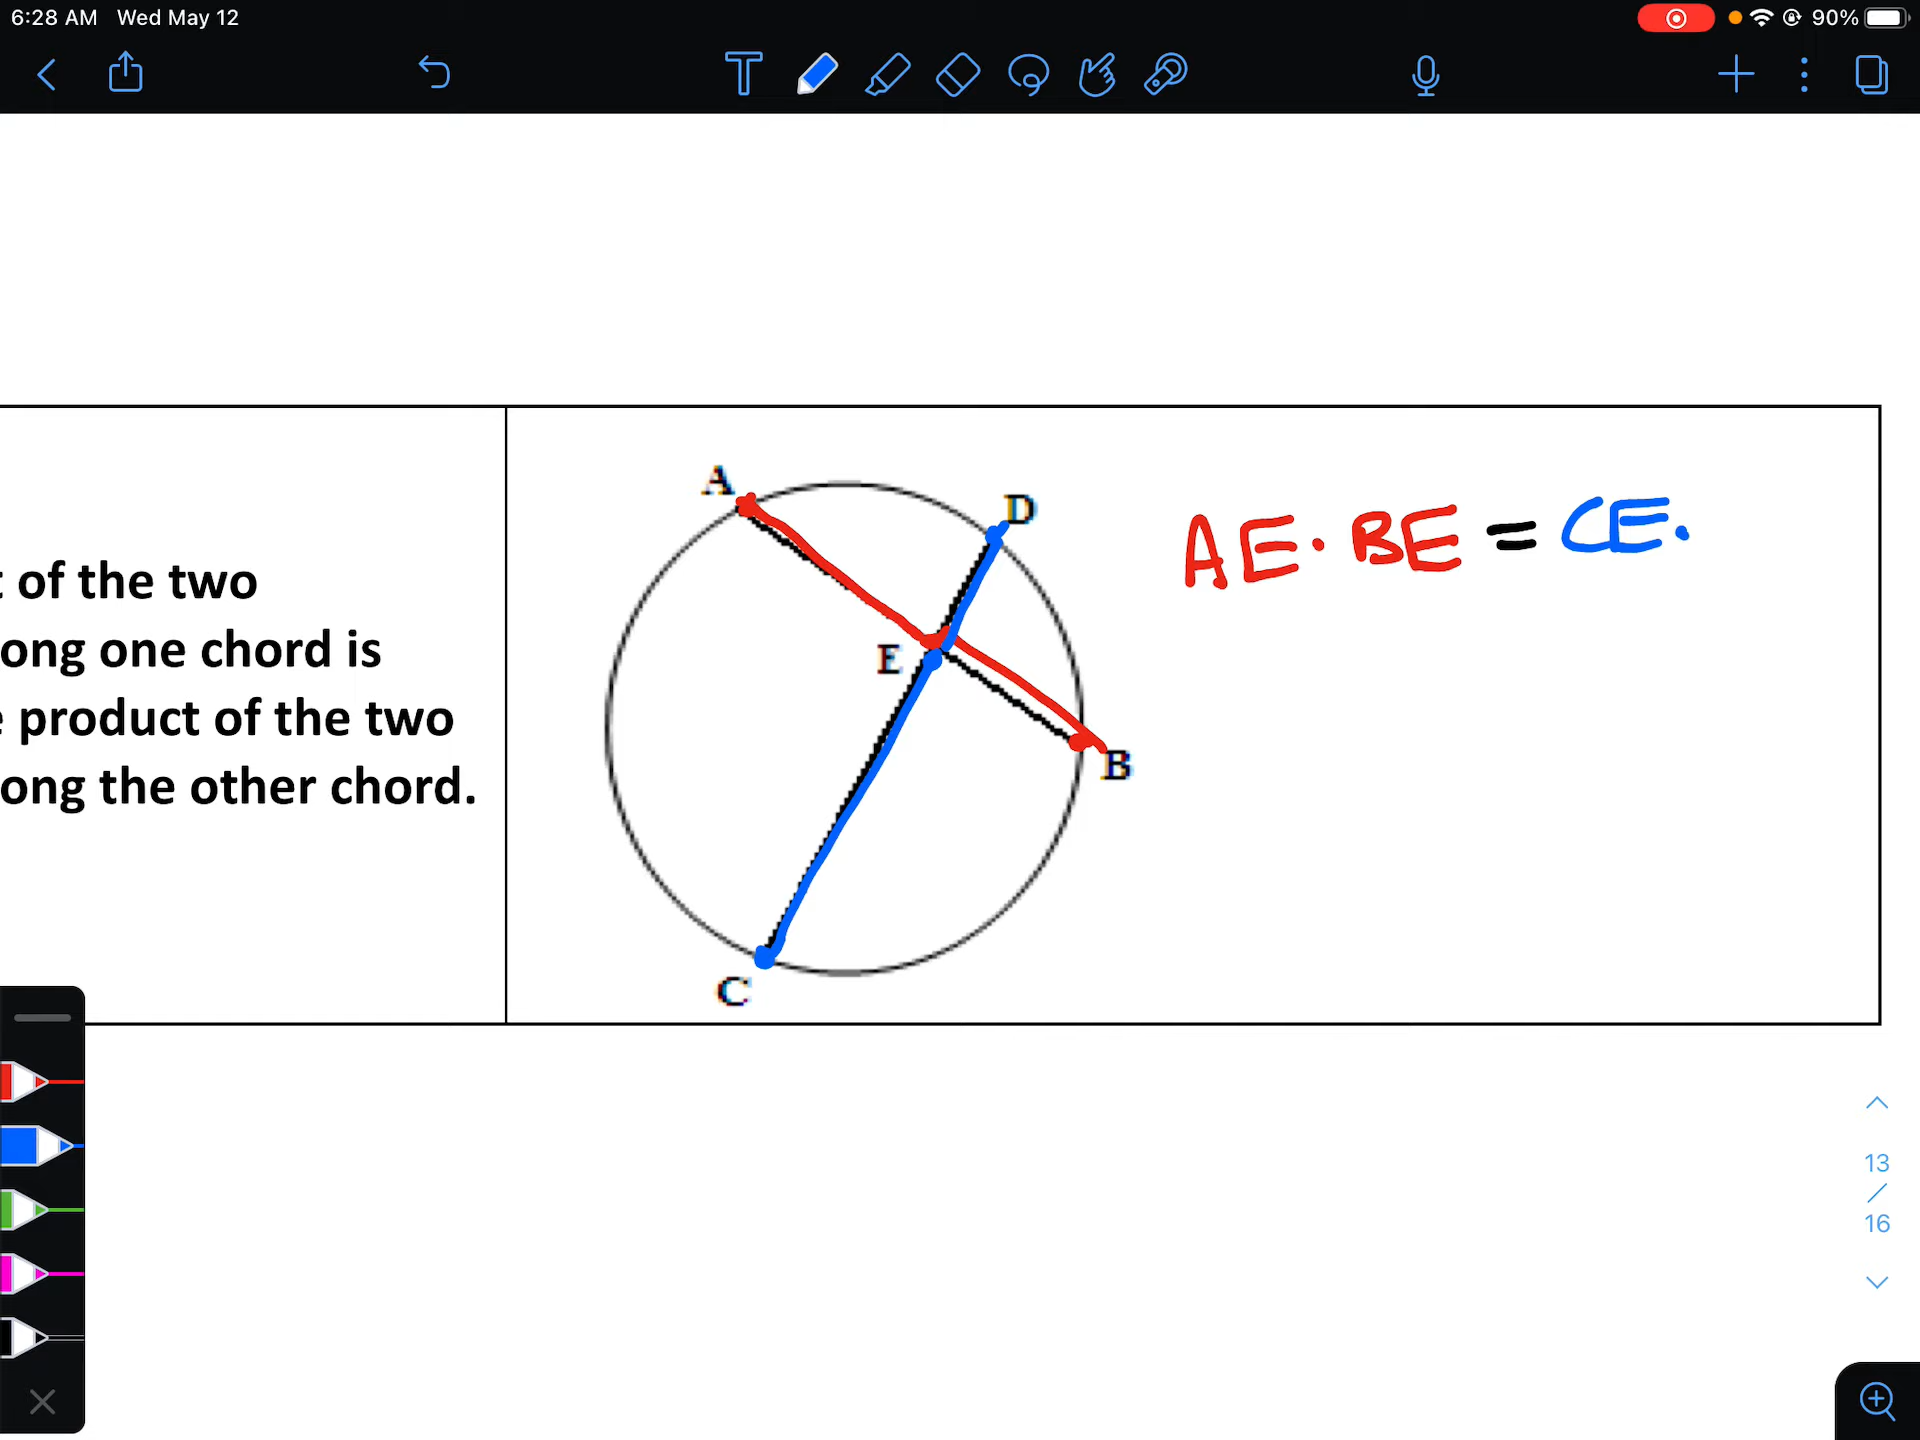 6:28 AM Wed May 12
90%
T
A
D
AE · BE = CE ·
of the two
E
ong one chord is
product of the two
B
ong the other chord.
C
13
/
16